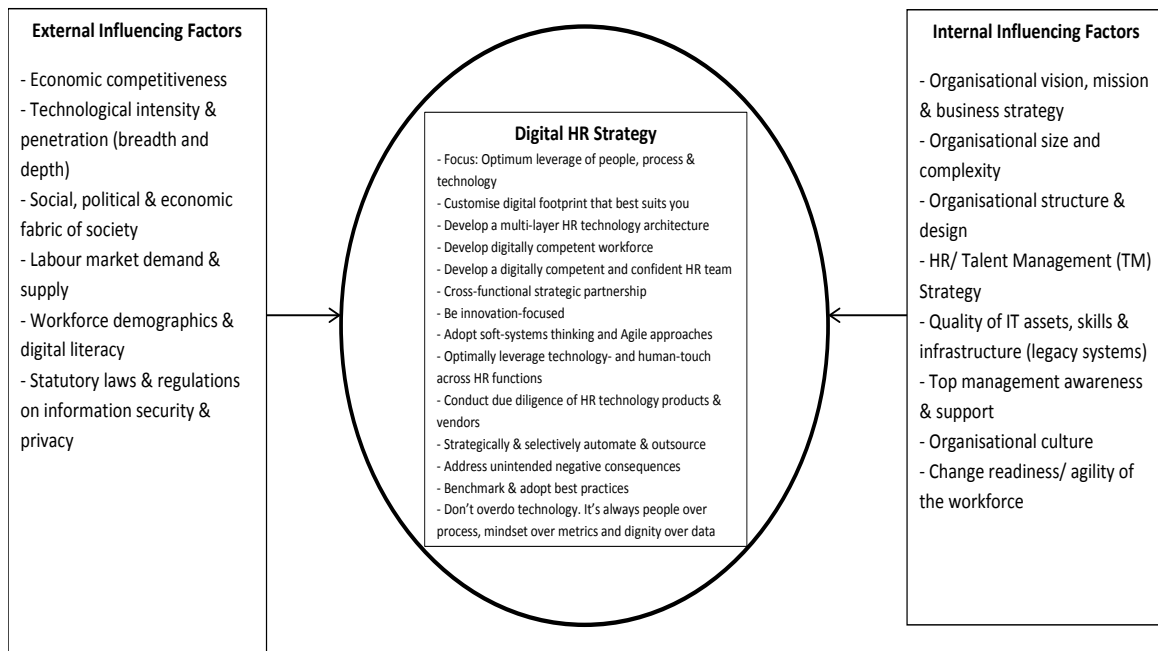 External Influencing Factors
- Economic competitiveness
- Technological intensity &
penetration (breadth and
depth)
- Social, political & economic
fabric of society
- Labour market demand &
supply
- Workforce demographics &
digital literacy
- Statutory laws & regulations
on information security &
privacy
Digital HR Strategy
- Focus: Optimum leverage of people, process &
technology
- Customise digital footprint that best suits you
- Develop a multi-layer HR technology architecture
- Develop digitally competent workforce
- Develop a digitally competent and confident HR team
- Cross-functional strategic partnership
- Be innovation-focused
- Adopt soft-systems thinking and Agile approaches
- Optimally leverage technology- and human-touch
across HR functions
- Conduct due diligence of HR technology products &
vendors
- Strategically & selectively automate & outsource
- Address unintended negative consequences
- Benchmark & adopt best practices
- Don't overdo technology. It's always people over
process, mindset over metrics and dignity over data
Internal Influencing Factors
- Organisational vision, mission
& business strategy
- Organisational size and
complexity
- Organisational structure &
design
- HR/ Talent Management (TM)
Strategy
- Quality of IT assets, skills &
infrastructure (legacy systems)
- Top management awareness
& support
- Organisational culture
- Change readiness/ agility of
the workforce